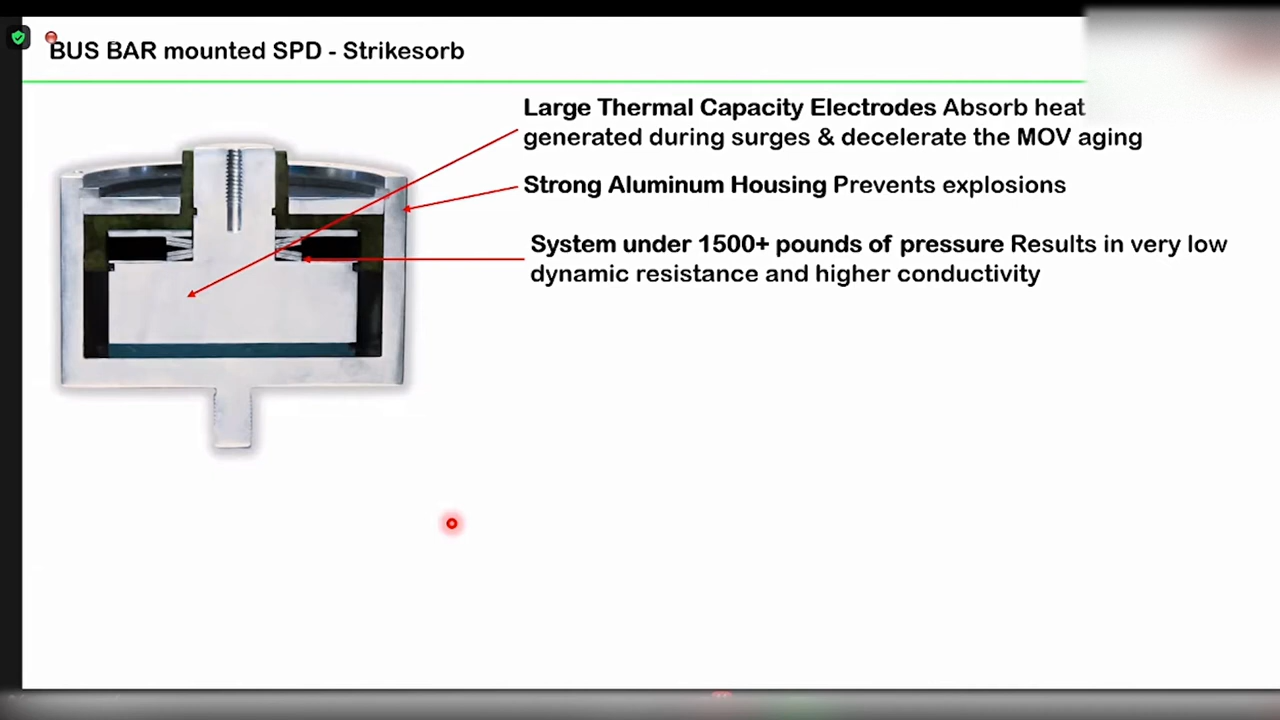 BUS BAR mounted SPD - Strikesorb
Large Thermal Capacity Electrodes Absorb heat
generated during surges & decelerate the MOV aging
Strong Aluminum Housing Prevents explosions
System under 1500+ pounds of pressure Results in very low
dynamic resistance and higher conductivity